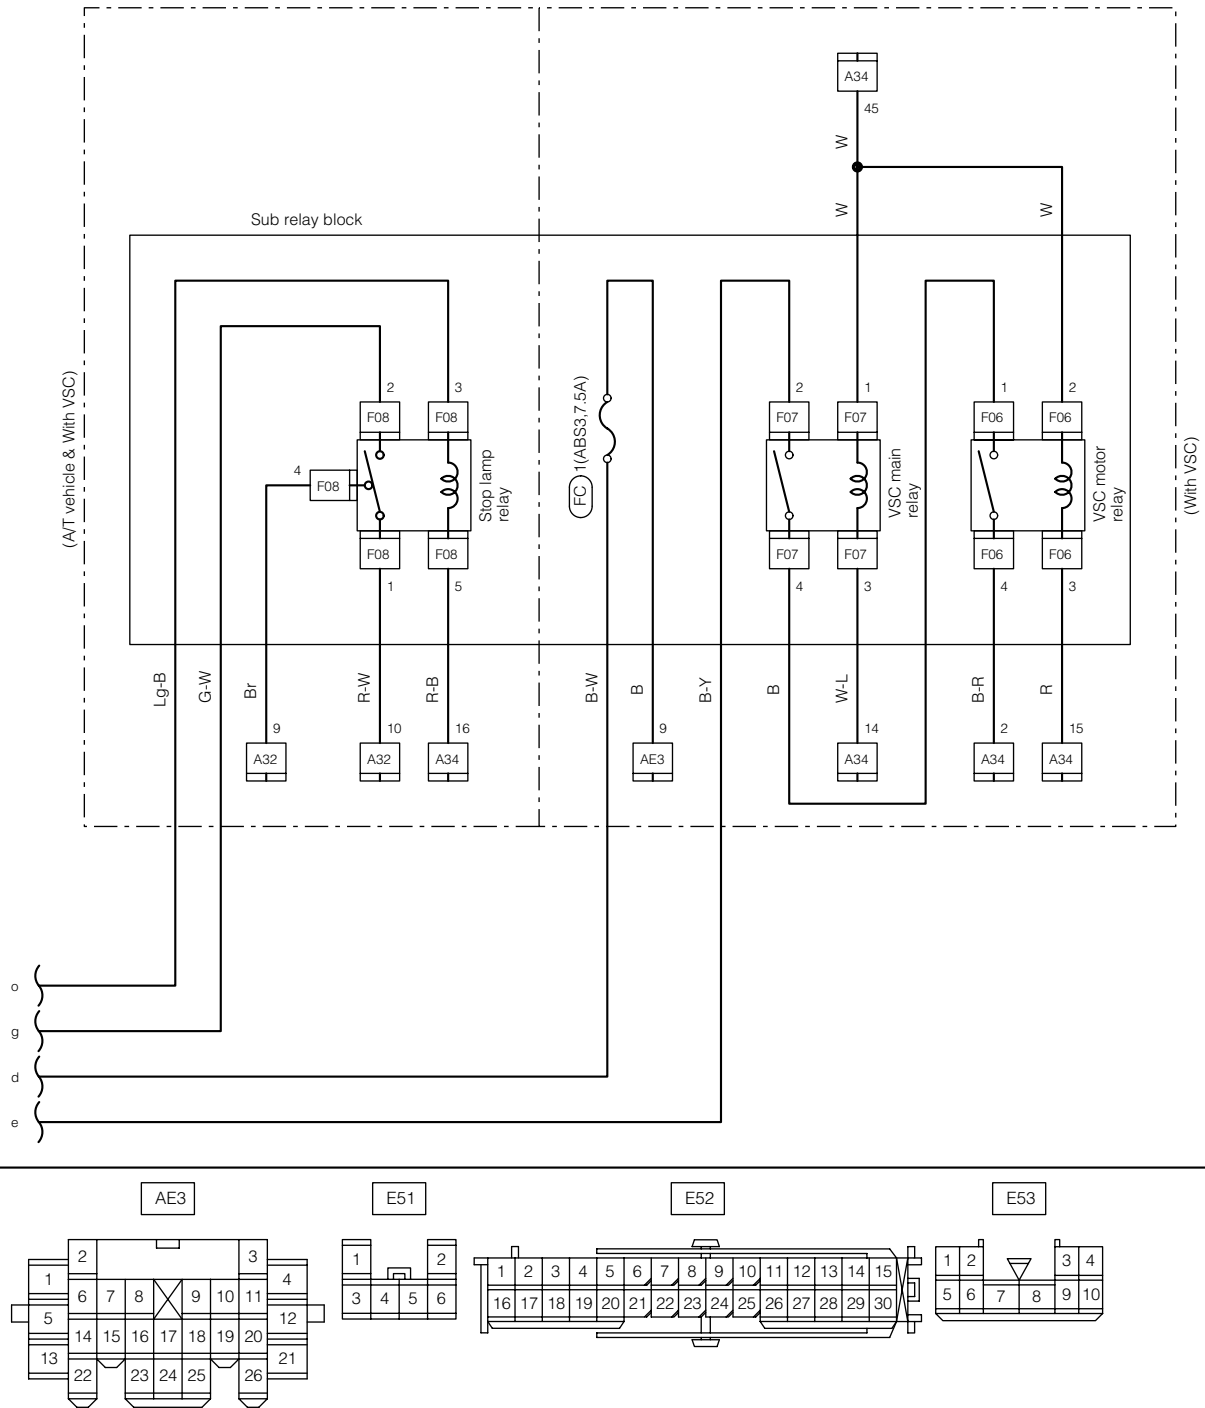 A34
45
W
W
W
Sub relay block
(A/T vehicle & With VSC)
(With VSC)
2
3
2
1
1
2
F08
F08
F07
F07
F06
F06
4
F08
Stop lamp
relay
FC 1(ABS3,7.5A)
VSC main
relay
VSC motor
relay
F08
F08
F07
F07
F06
F06
1
5
4
3
4
3
Lg-B
G-W
Br
R-W
R-B
B-W
B
B-Y
B
W-L
B-R
R
9
10
16
9
14
2
15
A32
A32
A34
AE3
A34
A34
A34
o
g
d
e
AE3
E51
E52
E53
2 3
1 4
6 7 8 9 10 11
5 12
14 15 16 17 18 19 20
13 21
22 23 24 25 26
1 2
3 4 5 6
1 2 3 4 5 6 7 8 9 10 11 12 13 14 15
16 17 18 19 20 21 22 23 24 25 26 27 28 29 30
1 2 3 4
5 6 7 8 9 10